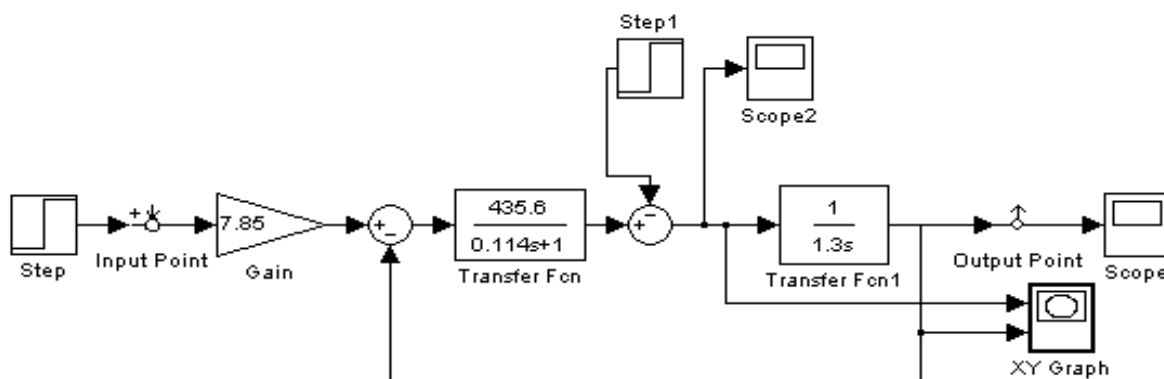 Step1
Scope2
Step
Input Point
7.85
Gain
+
−
435.6
0.114s+1
Transfer Fcn
−
+
1
1.3s
Transfer Fcn1
Output Point
Scope
XY Graph